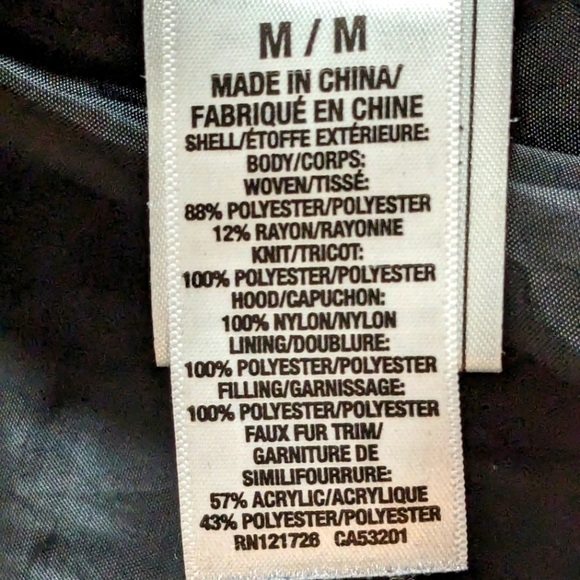 M / M
MADE IN CHINA/
FABRIQUÉ EN CHINE
SHELL/ÉTOFFE EXTÉRIEURE:
BODY/CORPS:
WOVEN/TISSÉ:
88% POLYESTER/POLYESTER
12% RAYON/RAYONNE
KNIT/TRICOT:
100% POLYESTER/POLYESTER
HOOD/CAPUCHON:
100% NYLON/NYLON
LINING/DOUBLURE:
100% POLYESTER/POLYESTER
FILLING/GARNISSAGE:
100% POLYESTER/POLYESTER
FAUX FUR TRIM/
GARNITURE DE
SIMILIFOURRURE:
57% ACRYLIC/ACRYLIQUE
43% POLYESTER/POLYESTER
RN121726 CA53201